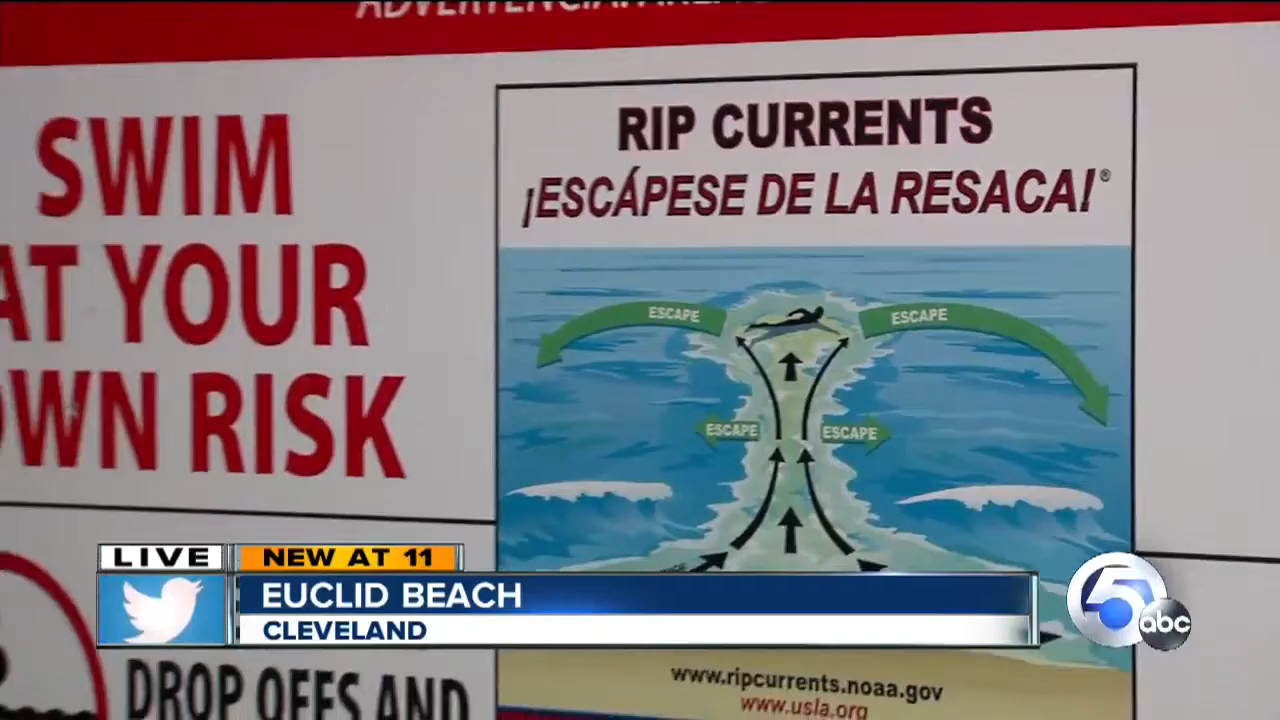 SWIM
AT YOUR
OWN RISK
RIP CURRENTS
¡ESCÁPESE DE LA RESACA!®
ESCAPE
ESCAPE
ESCAPE
ESCAPE
www.ripcurrents.noaa.gov
www.usla.org
DROP OFFS AND
LIVE
NEW AT 11
EUCLID BEACH
CLEVELAND
5
abc